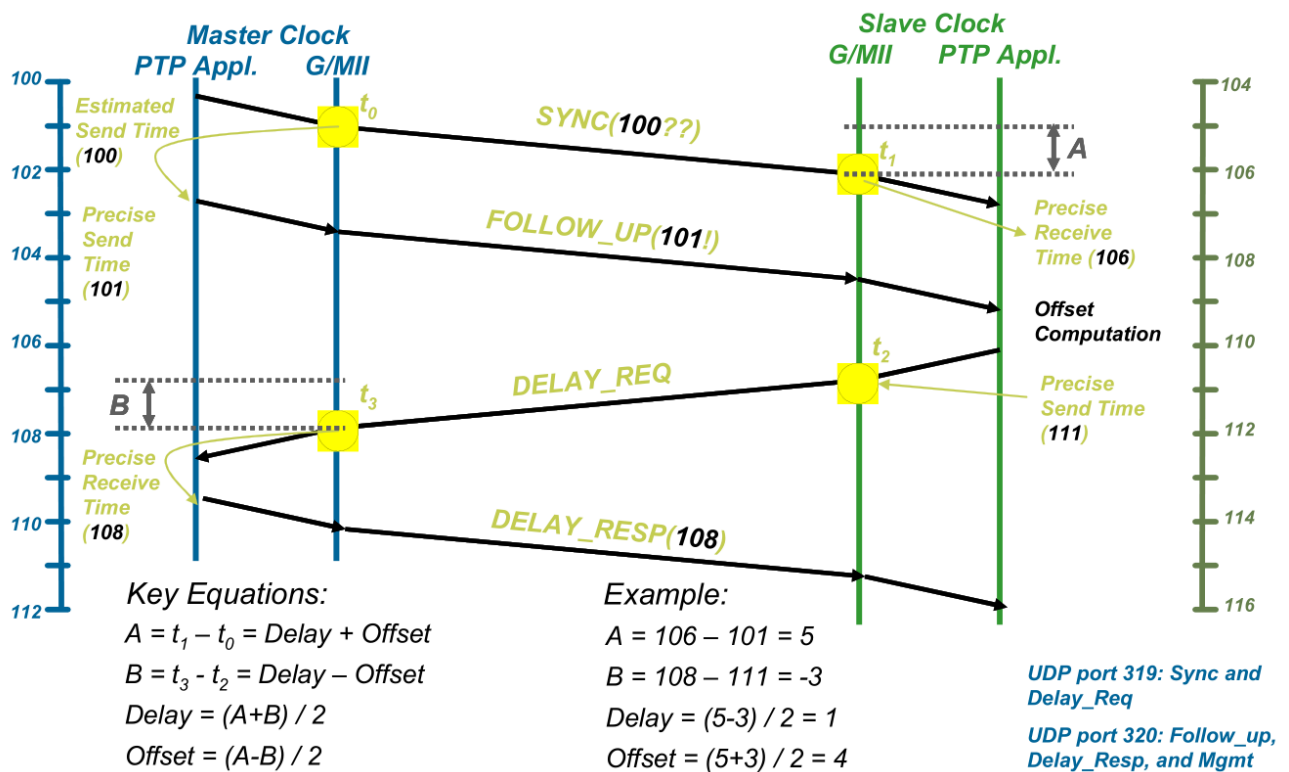 Master Clock
PTP Appl.
G/MII
Slave Clock
G/MII
PTP Appl.
100
102
104
106
108
110
112
104
106
108
110
112
114
116
Estimated
Send Time
(100)
t0
SYNC(100??)
A
t1
Precise
Send
Time
(101)
FOLLOW_UP(101!)
Precise
Receive
Time (106)
Offset
Computation
B
t3
DELAY_REQ
t2
Precise
Send Time
(111)
Precise
Receive
Time
(108)
DELAY_RESP(108)
Key Equations:
A = t1 – t0 = Delay + Offset
B = t3 - t2 = Delay – Offset
Delay = (A+B) / 2
Offset = (A-B) / 2
Example:
A = 106 – 101 = 5
B = 108 – 111 = -3
Delay = (5-3) / 2 = 1
Offset = (5+3) / 2 = 4
UDP port 319: Sync and
Delay_Req
UDP port 320: Follow_up,
Delay_Resp, and Mgmt